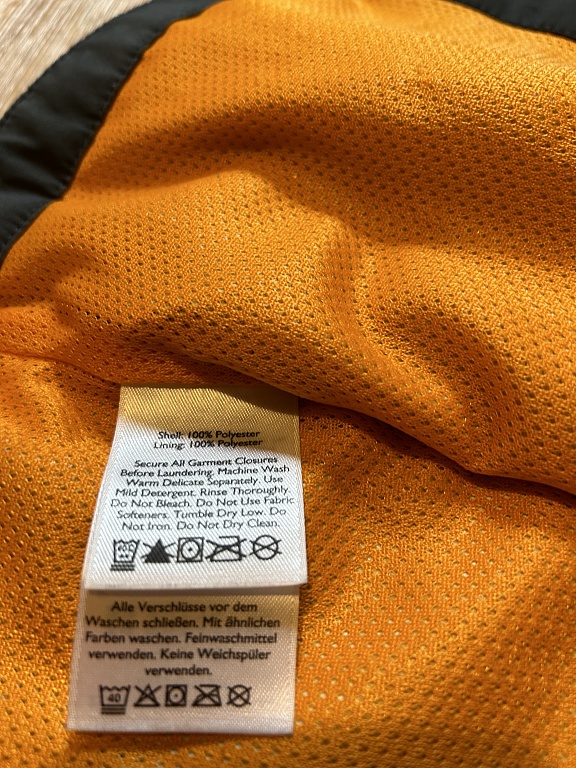 Shell: 100% Polyester
Lining: 100% Polyester
Secure All Garment Closures
Before Laundering. Machine Wash
Warm Delicate Separately. Use
Mild Detergent. Rinse Thoroughly.
Do Not Bleach. Do Not Use Fabric
Softeners. Tumble Dry Low. Do
Not Iron. Do Not Dry Clean.
Alle Verschlüsse vor dem
Waschen schließen. Mit ähnlichen
Farben waschen. Feinwaschmittel
verwenden. Keine Weichspüler
verwenden.
40